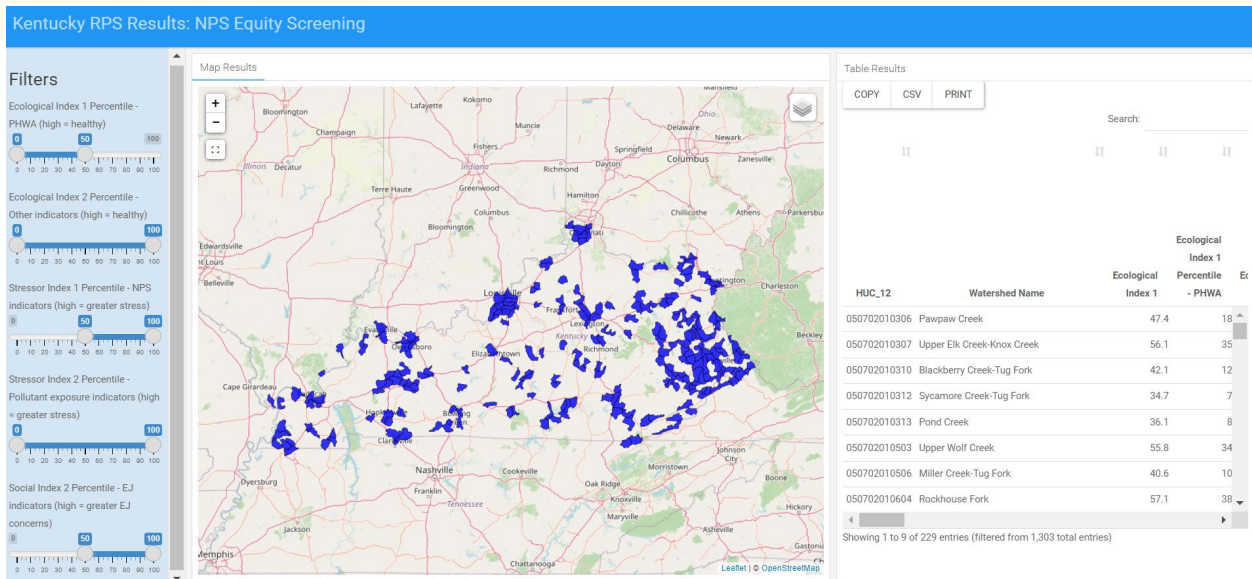 Kentucky RPS Results: NPS Equity Screening
Filters
Ecological Index 1 Percentile -
PHWA (high = healthy)
0 50 100
0 10 20 30 40 50 60 70 80 90 100
Ecological Index 2 Percentile -
Other indicators (high = healthy)
0 100
0 10 20 30 40 50 60 70 80 90 100
Stressor Index 1 Percentile - NPS
indicators (high = greater stress)
0 50 100
0 10 20 30 40 50 60 70 80 90 100
Stressor Index 2 Percentile -
Pollutant exposure indicators (high
= greater stress)
0 100
0 10 20 30 40 50 60 70 80 90 100
Social Index 2 Percentile - EJ
indicators (high = greater EJ
concerns)
0 50 100
0 10 20 30 40 50 60 70 80 90 100
Map Results
+
−
Bloomington
Lafayette
Kokomo
Mansfield
Ohio
Champaign
Muncie
Delaware
Newark
Fishers
Springfield
Columbus
Zanesville
Illinois
Decatur
Indiana
Richmond
Dayton
Terre Haute
Greenwood
Hamilton
Columbus
Chillicothe
Athens
Parkersbu
Bloomington
Edwardsville
nt Louis
Belleville
ntington
Charleston
Frankfort
Lexington
Kentucky
Richmond
Beckley
Cape Girardeau
Nashville
Cookeville
Johnson
City
Morristown
Boone
Dyersburg
Franklin
Oak Ridge
Knoxville
Tennessee
Maryville
Hickory
Jackson
Asheville
Memphis
Chattanooga
Gastonia
Leaflet | © OpenStreetMap
Table Results
COPY CSV PRINT
Search:
HUC_12
Watershed Name
Ecological
Index 1
Ecological
Index 1
Percentile
- PHWA
Ec
050702010306 Pawpaw Creek 47.4 18
050702010307 Upper Elk Creek-Knox Creek 56.1 35
050702010310 Blackberry Creek-Tug Fork 42.1 12
050702010312 Sycamore Creek-Tug Fork 34.7 7
050702010313 Pond Creek 36.1 8
050702010503 Upper Wolf Creek 55.8 34
050702010506 Miller Creek-Tug Fork 40.6 10
050702010604 Rockhouse Fork 57.1 38
Showing 1 to 9 of 229 entries (filtered from 1,303 total entries)